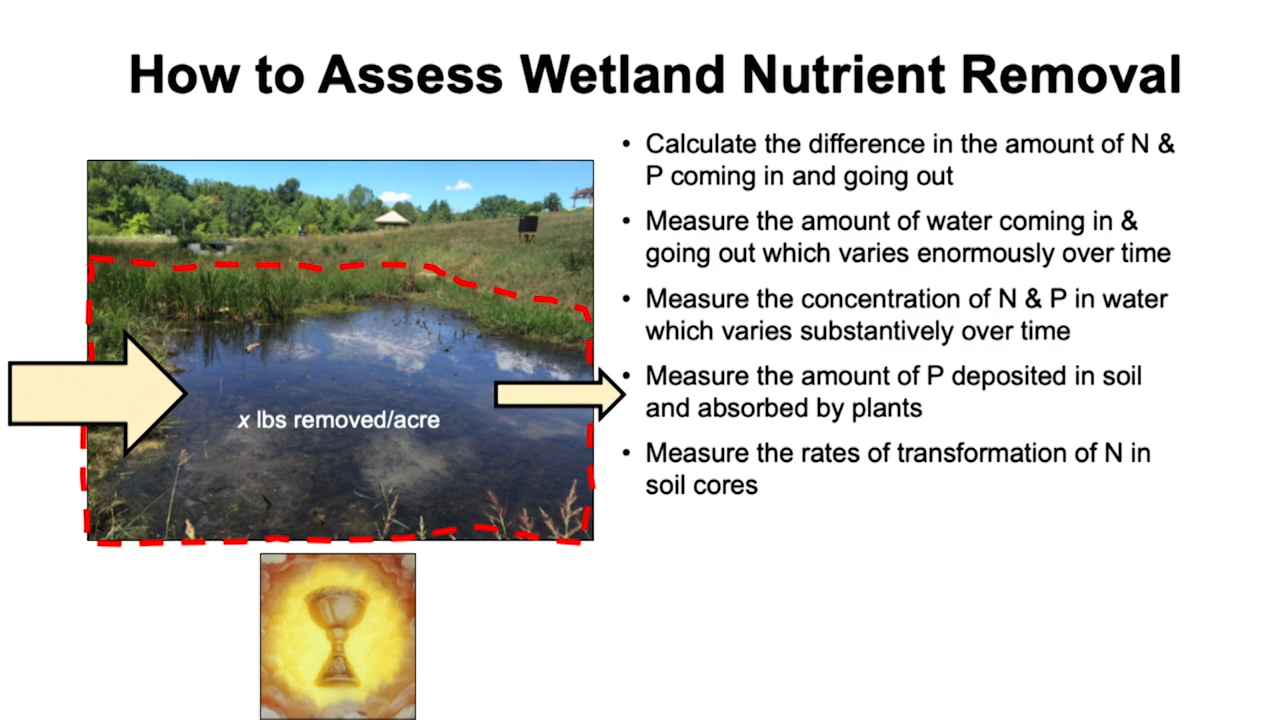 How to Assess Wetland Nutrient Removal
• Calculate the difference in the amount of N &
P coming in and going out
• Measure the amount of water coming in &
going out which varies enormously over time
• Measure the concentration of N & P in water
which varies substantively over time
• Measure the amount of P deposited in soil
and absorbed by plants
• Measure the rates of transformation of N in
soil cores
x lbs removed/acre